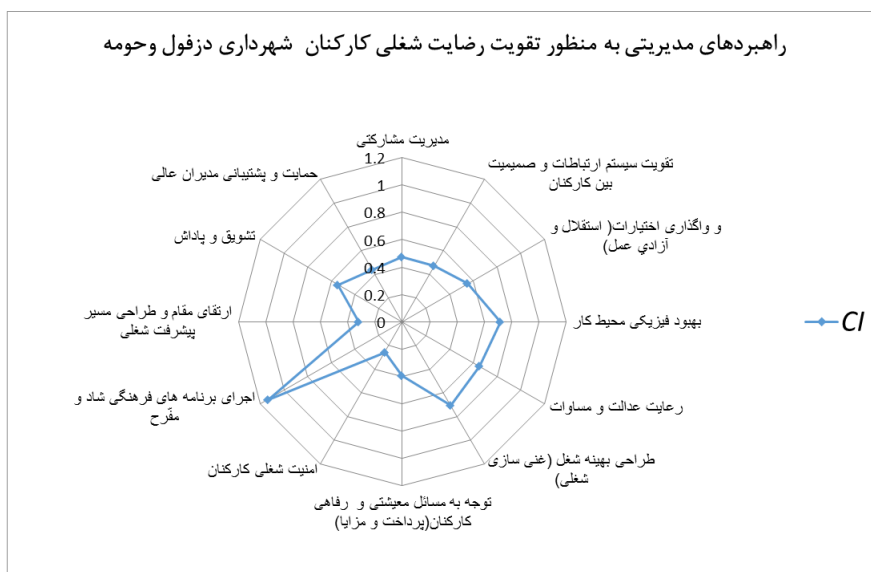 راهبردهای مدیریتی به منظور تقویت رضایت شغلی کارکنان شهرداری دزفول وحومه
مدیریت مشارکتی
تقویت سیستم ارتباطات و صمیمیت
بین کارکنان
و واگذاری اختیارات( استقلال و
آزادي عمل)
بهبود فیزیکی محیط کار
رعایت عدالت و مساوات
طراحی بهینه شغل (غنی سازی
شغلی)
توجه به مسائل معیشتی و رفاهی
کارکنان(پرداخت و مزایا)
امنیت شغلی کارکنان
اجرای برنامه های فرهنگی شاد و
مفّرح
ارتقای مقام و طراحی مسیر
پیشرفت شغلی
تشویق و پاداش
حمایت و پشتیبانی مدیران عالی
1.2
1
0.8
0.6
0.4
0.2
0
CI